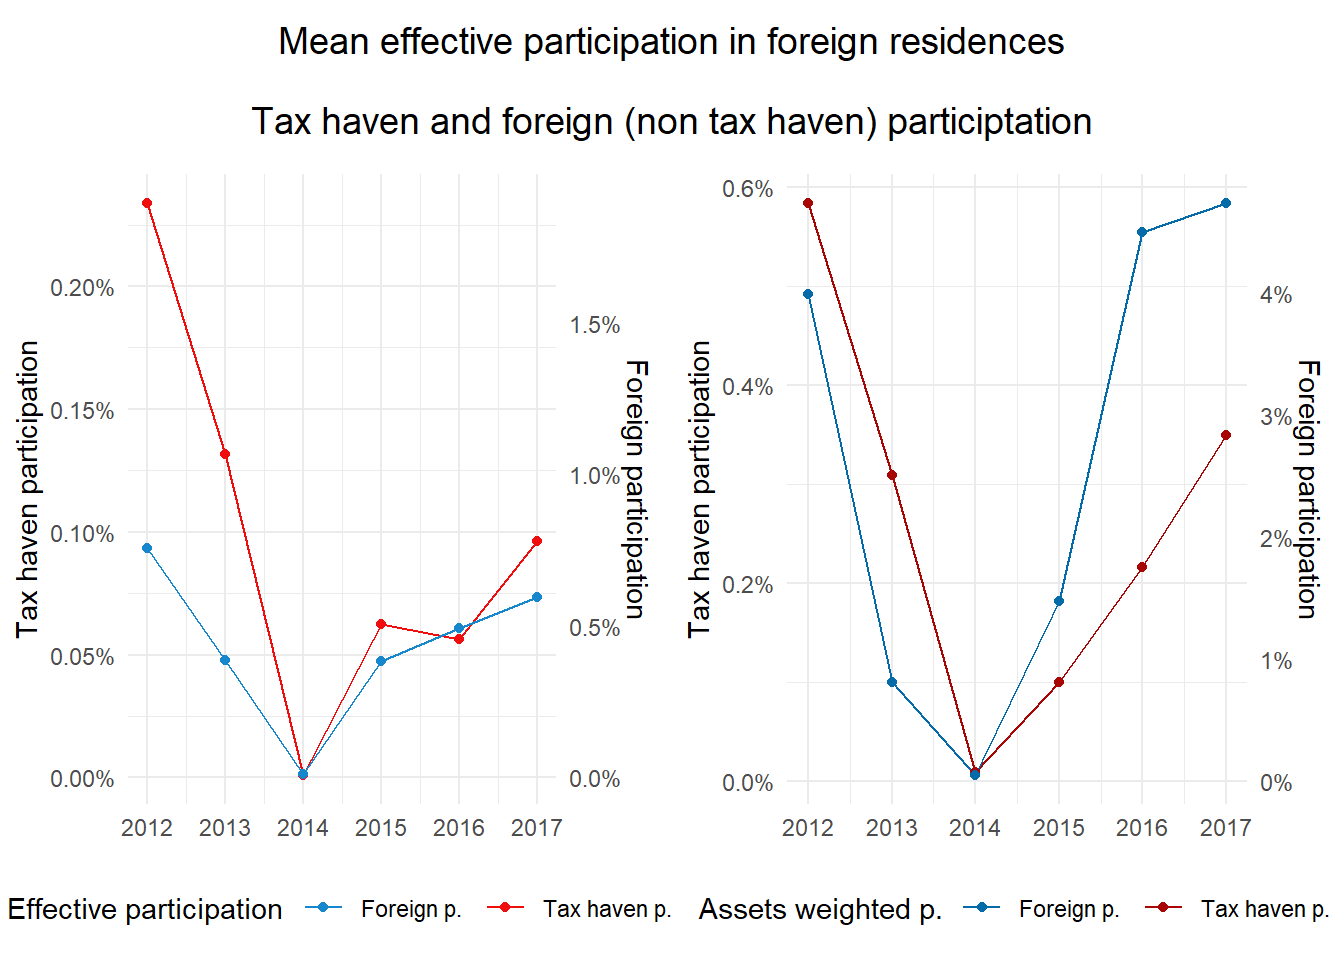 Mean effective participation in foreign residences
Tax haven and foreign (non tax haven) participtation
Tax haven participation
0.20%
0.15%
0.10%
0.05%
0.00%
1.5%
1.0%
0.5%
0.0%
Foreign participation
2012 2013 2014 2015 2016 2017
Tax haven participation
0.6%
0.4%
0.2%
0.0%
4%
3%
2%
1%
0%
Foreign participation
2012 2013 2014 2015 2016 2017
Effective participation Foreign p. Tax haven p.
Assets weighted p. Foreign p. Tax haven p.